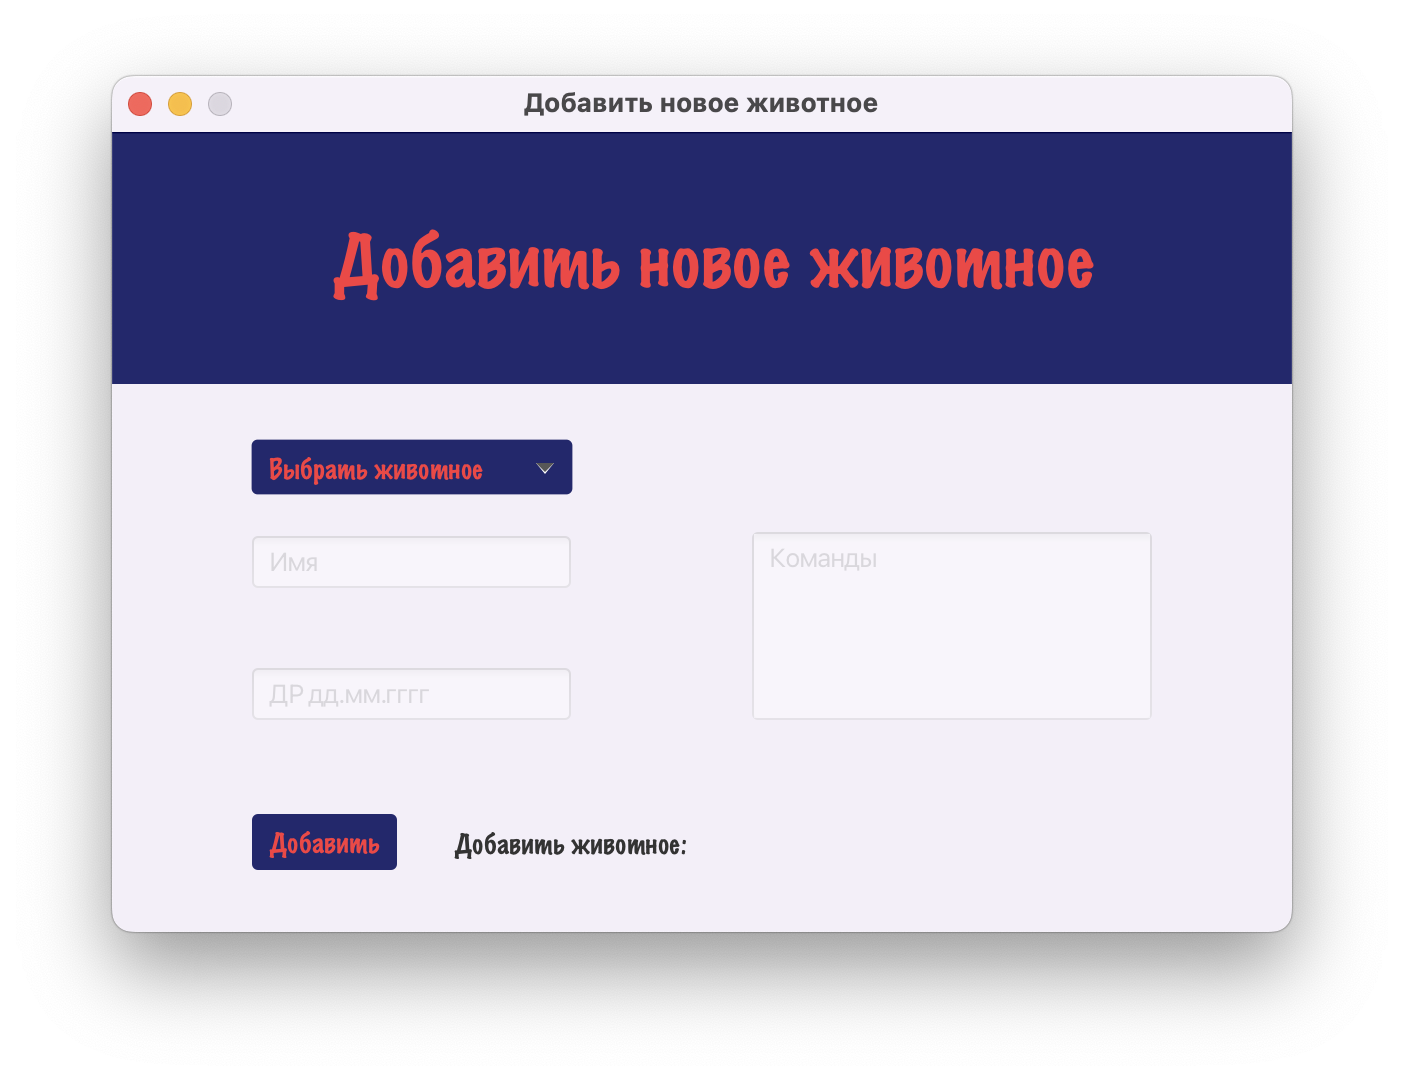 Добавить новое животное
Добавить новое животное
Выбрать животное
Имя
Команды
ДР дд.мм.гггг
Добавить
Добавить животное: